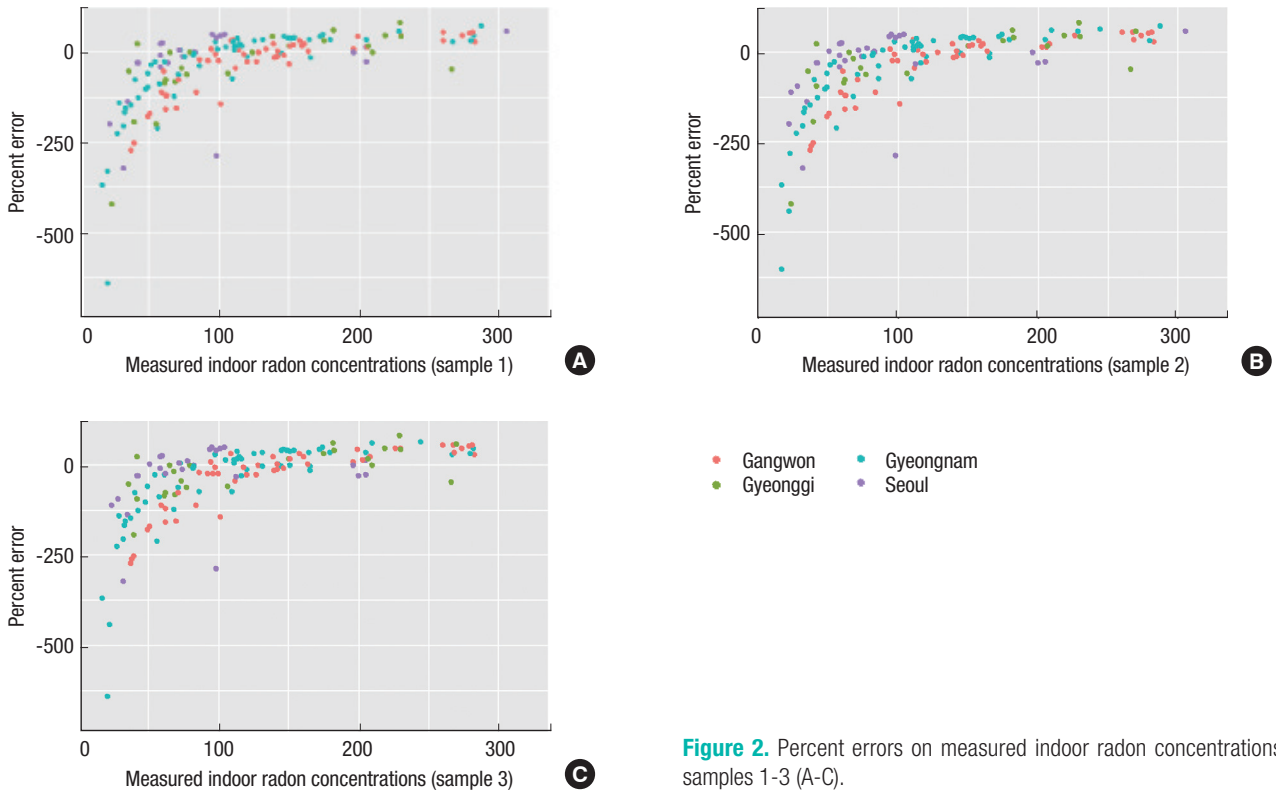 0
-250
-500
Percent error
0
100
200
300
Measured indoor radon concentrations (sample 1)
A
0
-250
-500
Percent error
0
100
200
300
Measured indoor radon concentrations (sample 2)
B
0
-250
-500
Percent error
0
100
200
300
Measured indoor radon concentrations (sample 3)
C
Gangwon
Gyeongnam
Gyeonggi
Seoul
Figure 2. Percent errors on measured indoor radon concentrations
samples 1-3 (A-C).